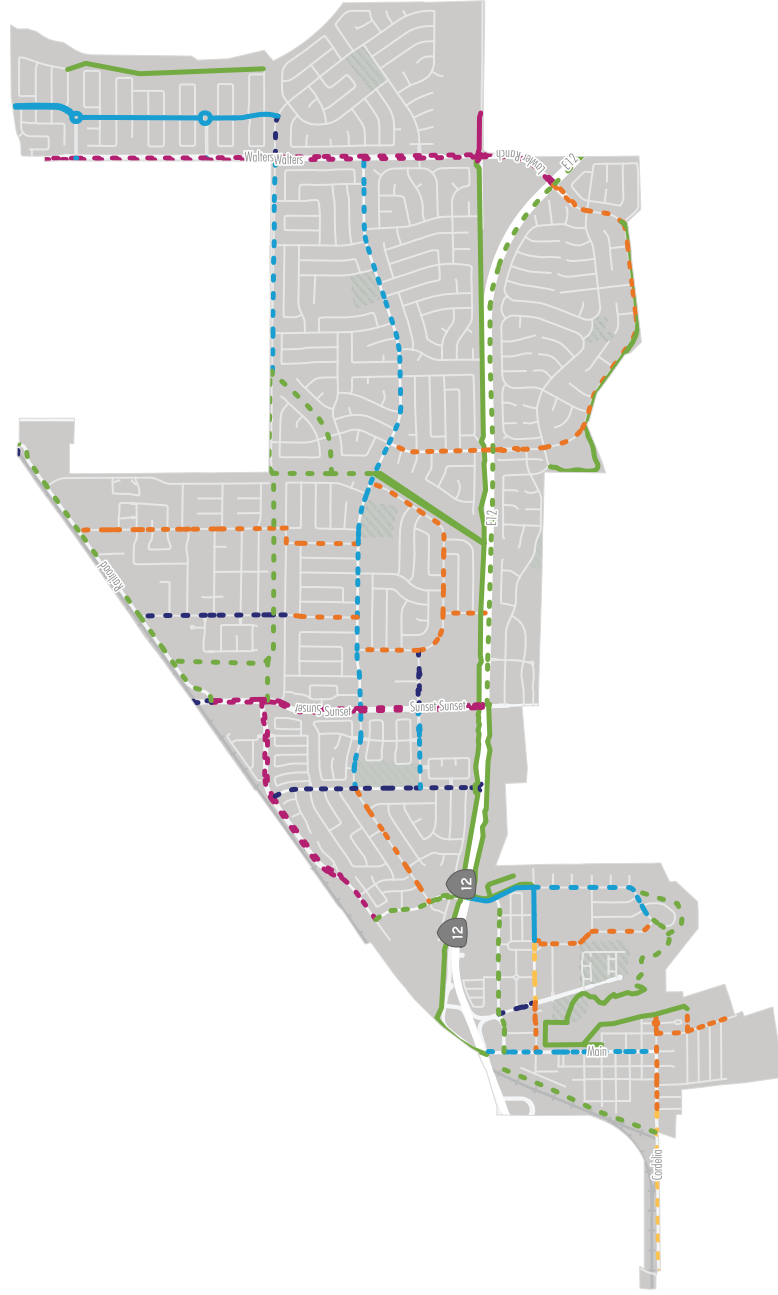 Walters Walters
Lawler Ranch
E12
Railroad
E12
Sunset Sunset
Sunset Sunset
12
12
Main
Cordelia